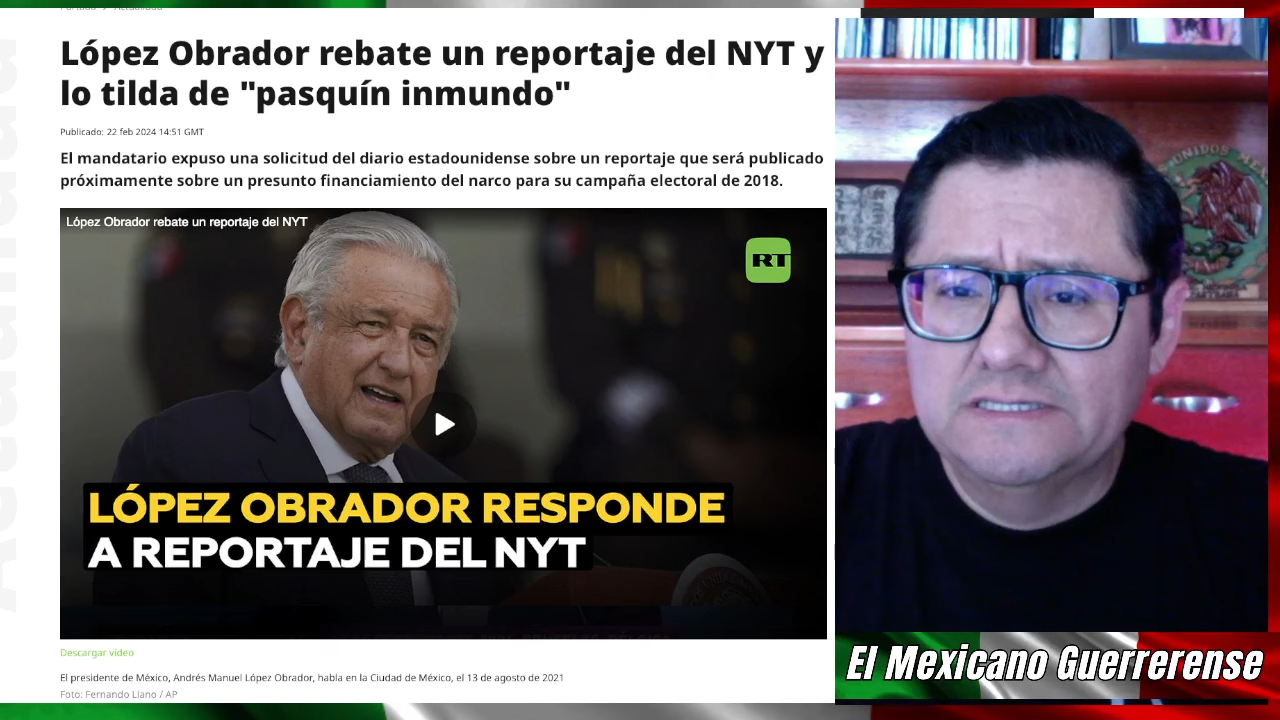 López Obrador rebate un reportaje del NYT y
lo tilda de "pasquín inmundo"
Publicado: 22 feb 2024 14:51 GMT
El mandatario expuso una solicitud del diario estadounidense sobre un reportaje que será publicado
próximamente sobre un presunto financiamiento del narco para su campaña electoral de 2018.
López Obrador rebate un reportaje del NYT
RT
LÓPEZ OBRADOR RESPONDE
A REPORTAJE DEL NYT
Descargar video
El presidente de México, Andrés Manuel López Obrador, habla en la Ciudad de México, el 13 de agosto de 2021
Foto: Fernando Llano / AP
UNIDOS
El Mexicano Guerrerense